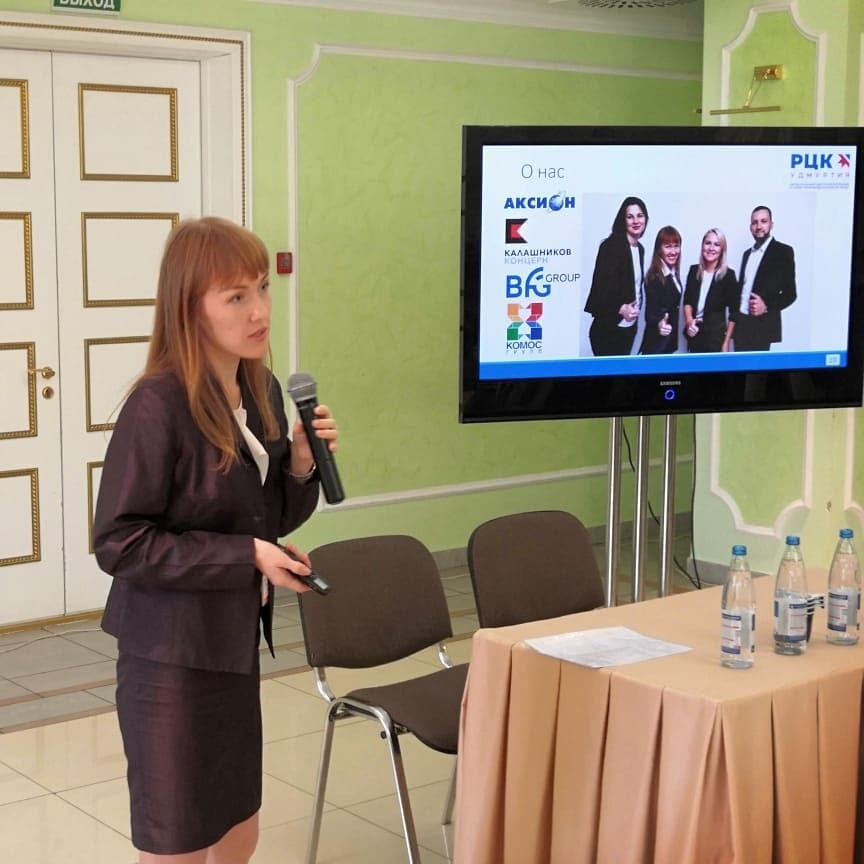 ВЫХОД
О нас
РЦК
УДМУРТИЯ
АКСИОН
КАЛАШНИКОВ
КОНЦЕРН
BFG GROUP
КОМОС
ГРУПП
SAMSUNG